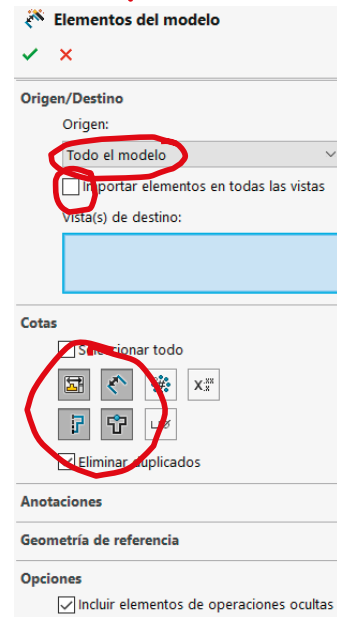 Elementos del modelo
Origen/Destino
Origen:
Todo el modelo
Importar elementos en todas las vistas
Vista(s) de destino:
Cotas
Seleccionar todo
x.xx
Eliminar duplicados
Anotaciones
Geometría de referencia
Opciones
Incluir elementos de operaciones ocultas